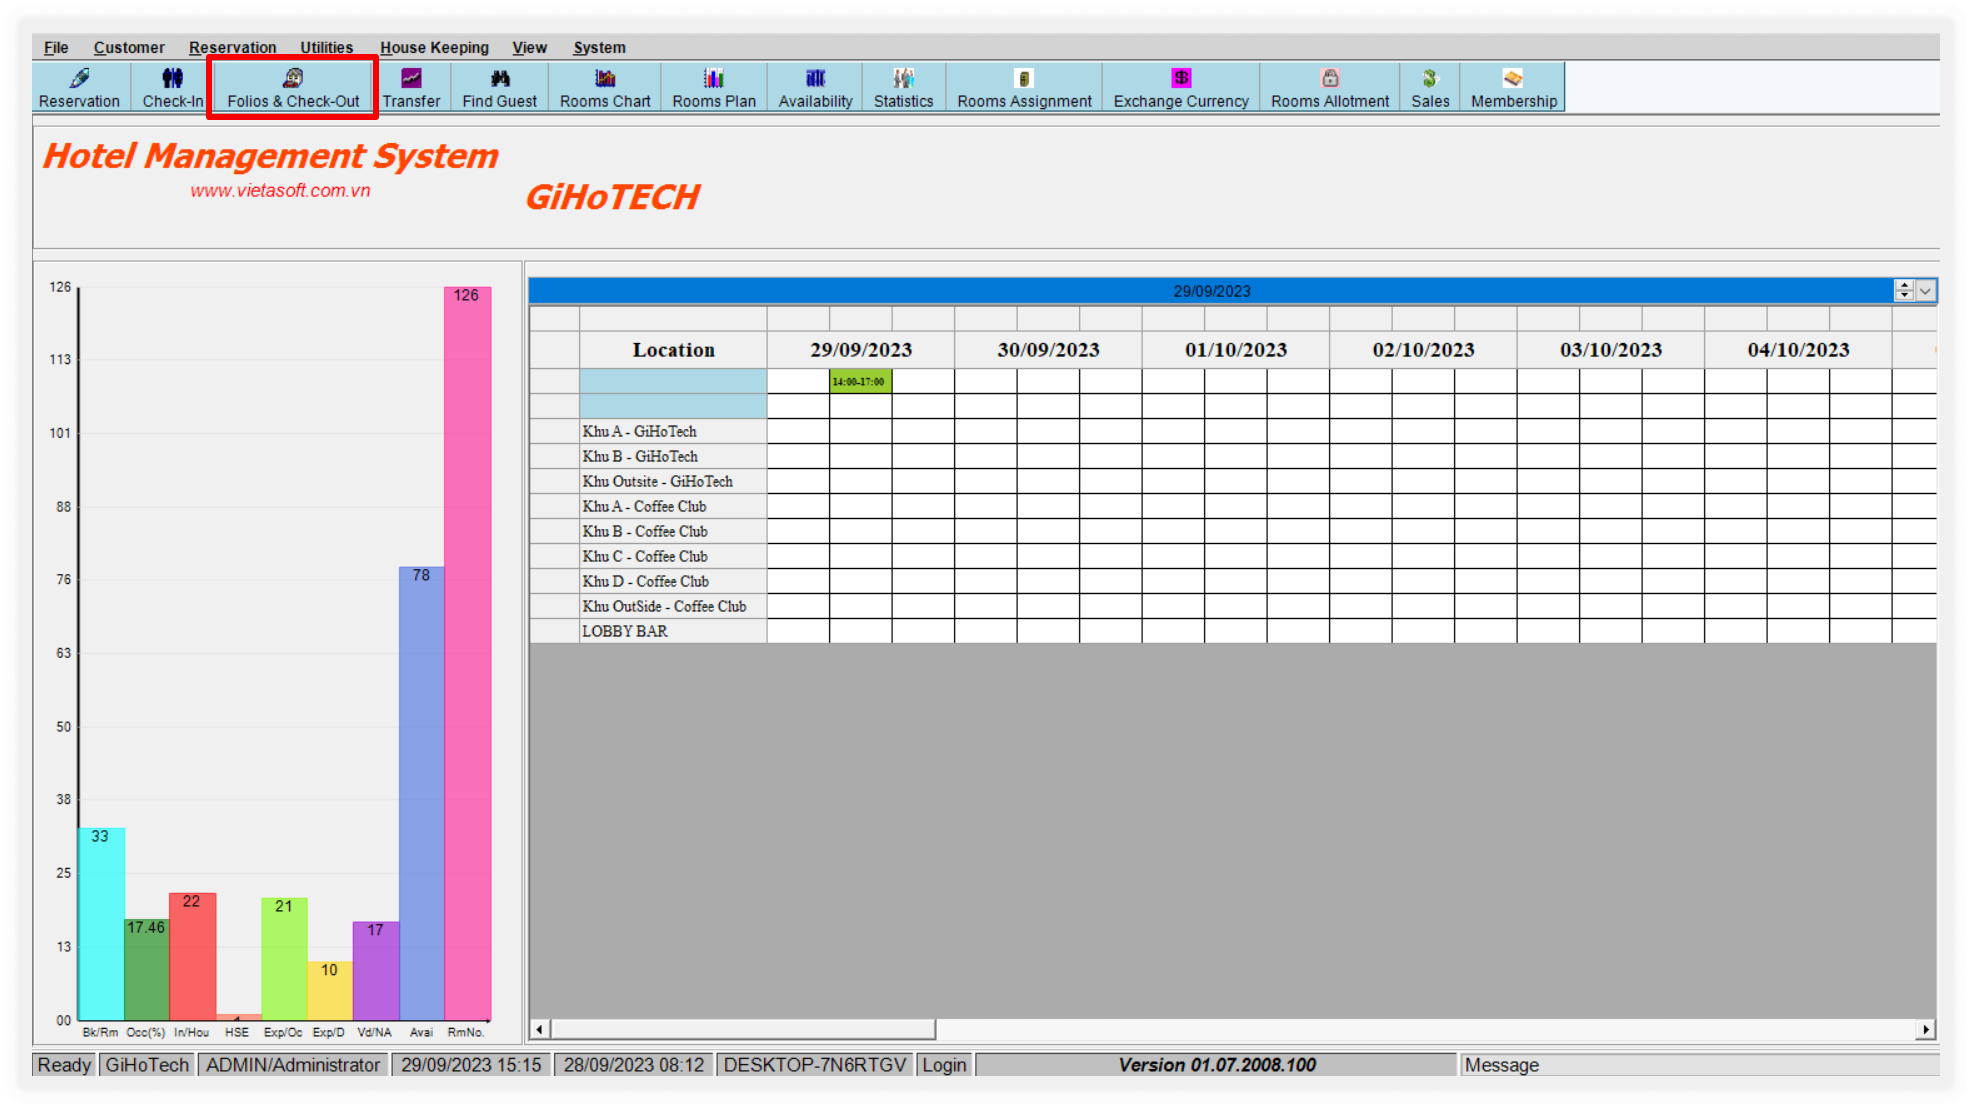 File Customer Reservation Utilities House Keeping View System
Reservation Check-In Folios & Check-Out Transfer Find Guest Rooms Chart Rooms Plan Availability Statistics Rooms Assignment Exchange Currency Rooms Allotment Sales Membership
Hotel Management System
www.vietasoft.com.vn
GiHoTECH
126
113
101
88
76
63
50
38
25
13
00
126
78
33
22
21
17.46
17
10
Bk/Rm Occ(%) In/Hou HSE Exp/Oc Exp/D Vd/NA Avai RmNo.
29/09/2023
Location 29/09/2023 30/09/2023 01/10/2023 02/10/2023 03/10/2023 04/10/2023
14:00-17:00
Khu A - GiHoTech
Khu B - GiHoTech
Khu Outsite - GiHoTech
Khu A - Coffee Club
Khu B - Coffee Club
Khu C - Coffee Club
Khu D - Coffee Club
Khu OutSide - Coffee Club
LOBBY BAR
Ready GiHoTech ADMIN/Administrator 29/09/2023 15:15 28/09/2023 08:12 DESKTOP-7N6RTGV Login Version 01.07.2008.100 Message